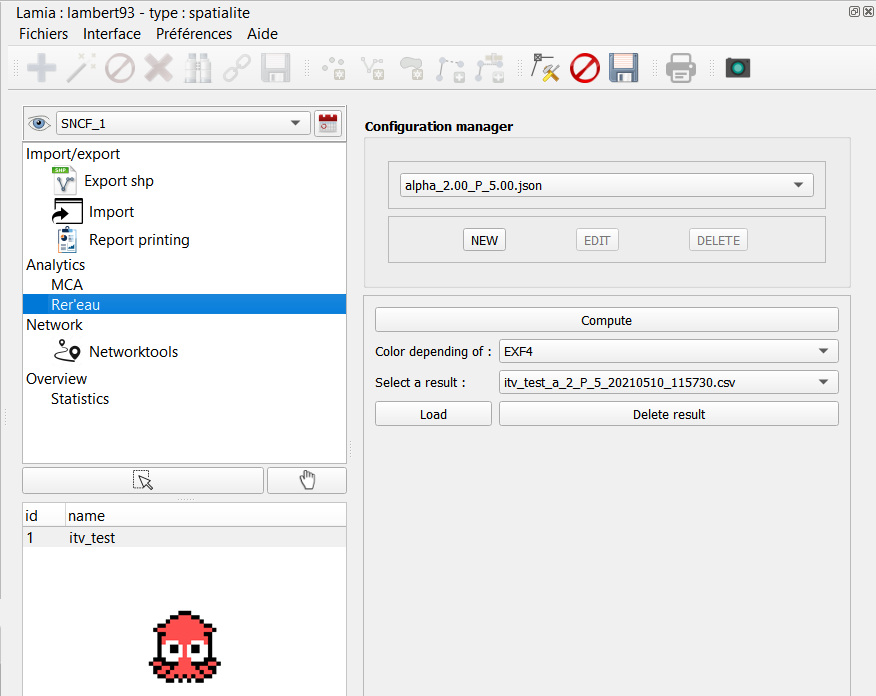 Lamia : lambert93 - type : spatialite
Fichiers Interface Préférences Aide
SNCF_1
Configuration manager
Import/export
SHP
Export shp
Import
Report printing
Analytics
MCA
Rer'eau
Network
Networktools
Overview
Statistics
alpha_2.00_P_5.00.json
NEW EDIT DELETE
Compute
Color depending of : EXF4
Select a result : itv_test_a_2_P_5_20210510_115730.csv
Load Delete result
id name
1 itv_test